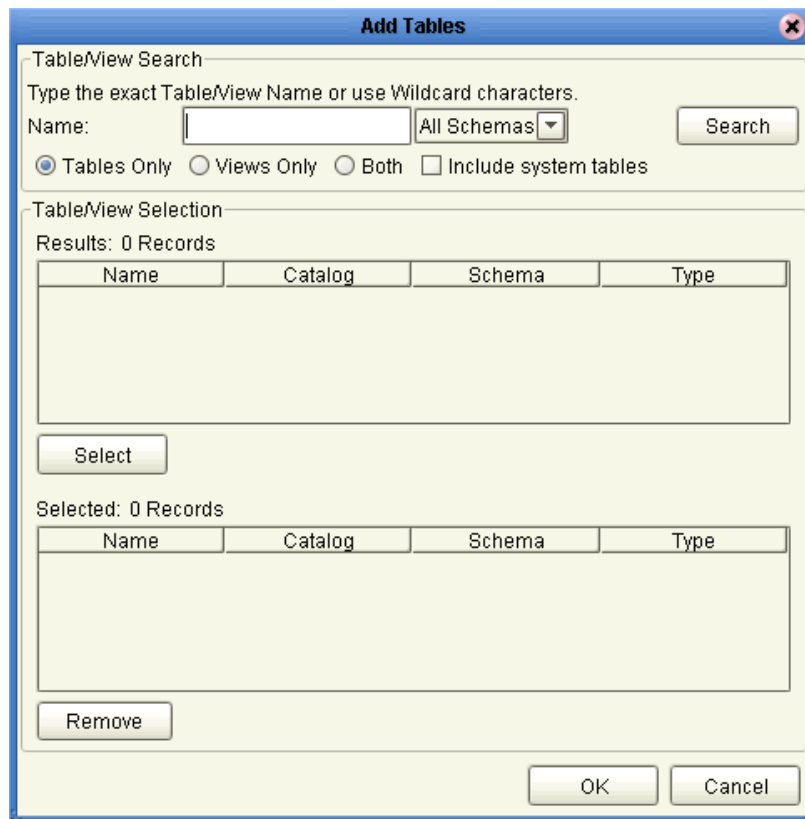 Add Tables
Table/View Search
Type the exact Table/View Name or use Wildcard characters.
Name: All Schemas Search
Tables Only Views Only Both Include system tables
Table/View Selection
Results: 0 Records
Name Catalog Schema Type
Select
Selected: 0 Records
Name Catalog Schema Type
Remove
OK Cancel